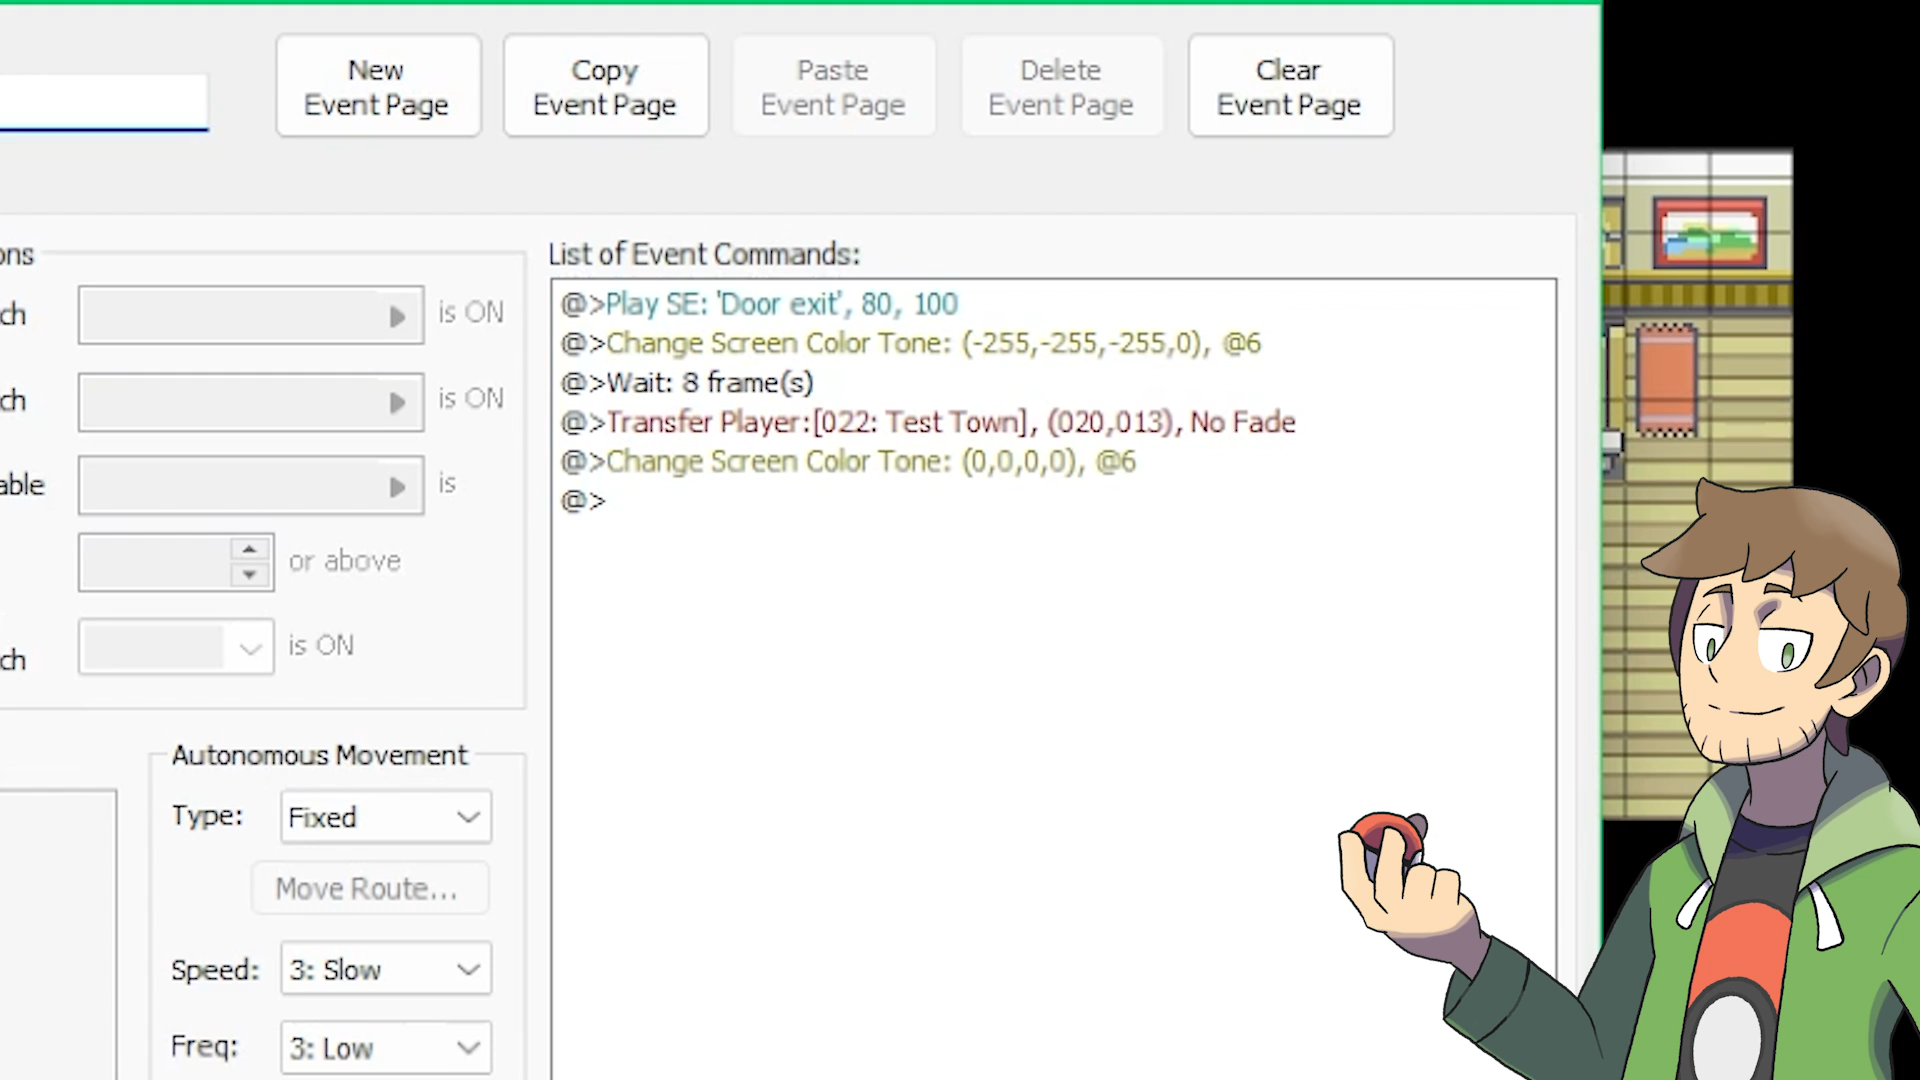 New
Event Page
Copy
Event Page
Paste
Event Page
Delete
Event Page
Clear
Event Page
ons
ch
is ON
ch
is ON
able
is
or above
ch
is ON
List of Event Commands:
@>Play SE: 'Door exit', 80, 100
@>Change Screen Color Tone: (-255,-255,-255,0), @6
@>Wait: 8 frame(s)
@>Transfer Player:[022: Test Town], (020,013), No Fade
@>Change Screen Color Tone: (0,0,0,0), @6
@>
Autonomous Movement
Type: Fixed
Move Route...
Speed: 3: Slow
Freq: 3: Low